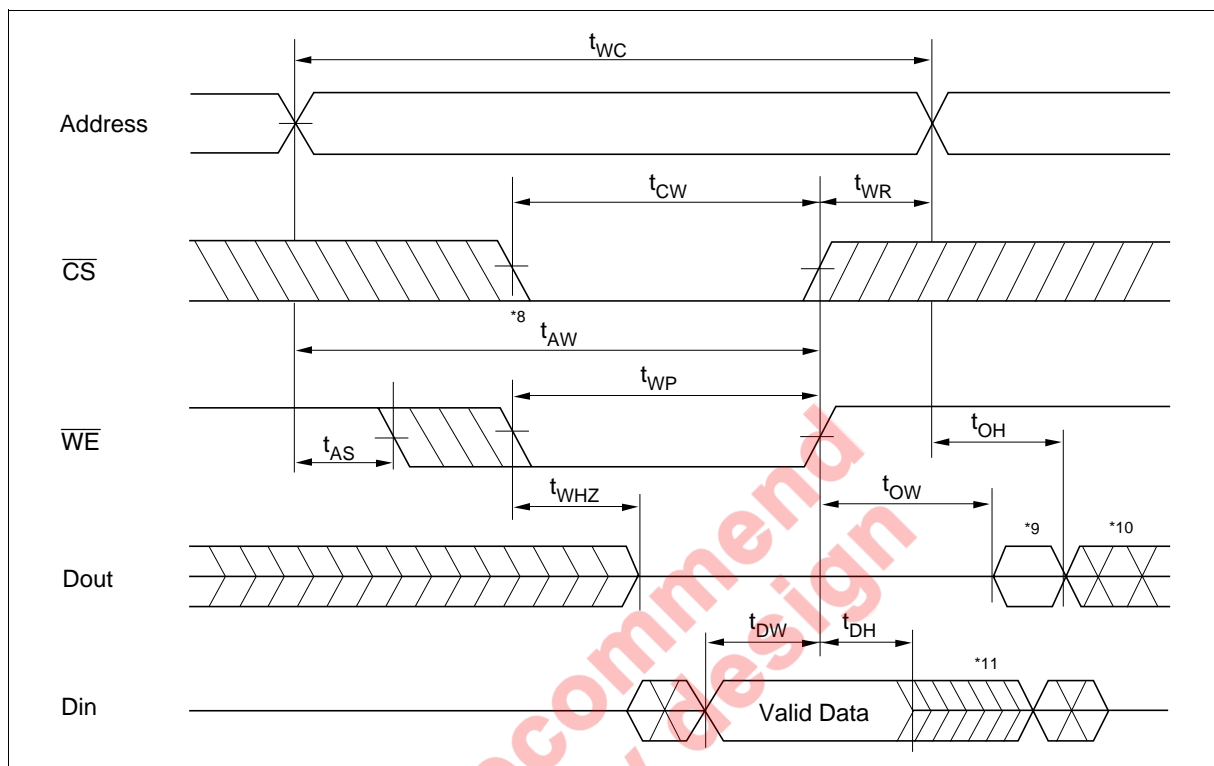 tWC
Address
tCW
tWR
CS
*8
tAW
tWP
WE
tAS
tOH
tWHZ
tOW
*9
*10
Dout
tDW
tDH
*11
Din
Valid Data
ecommend
design